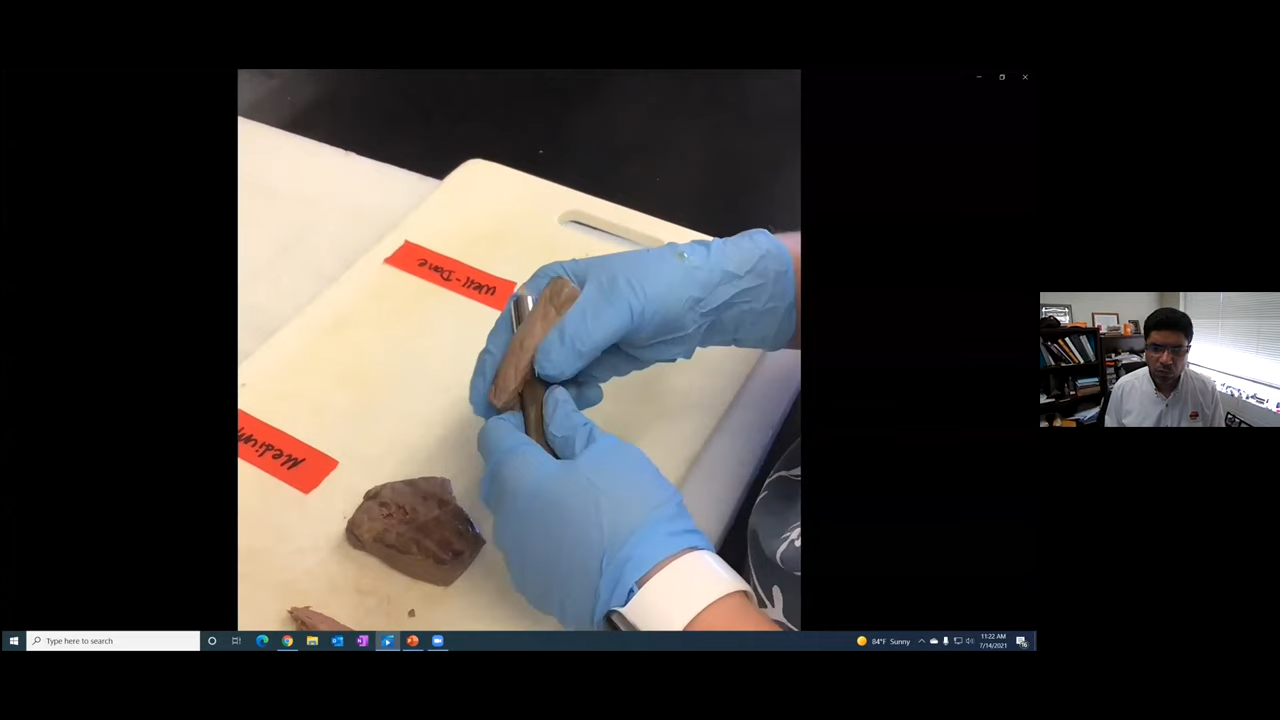 Well-Done
Medium
Type here to search
84°F Sunny
11:22 AM
7/14/2021